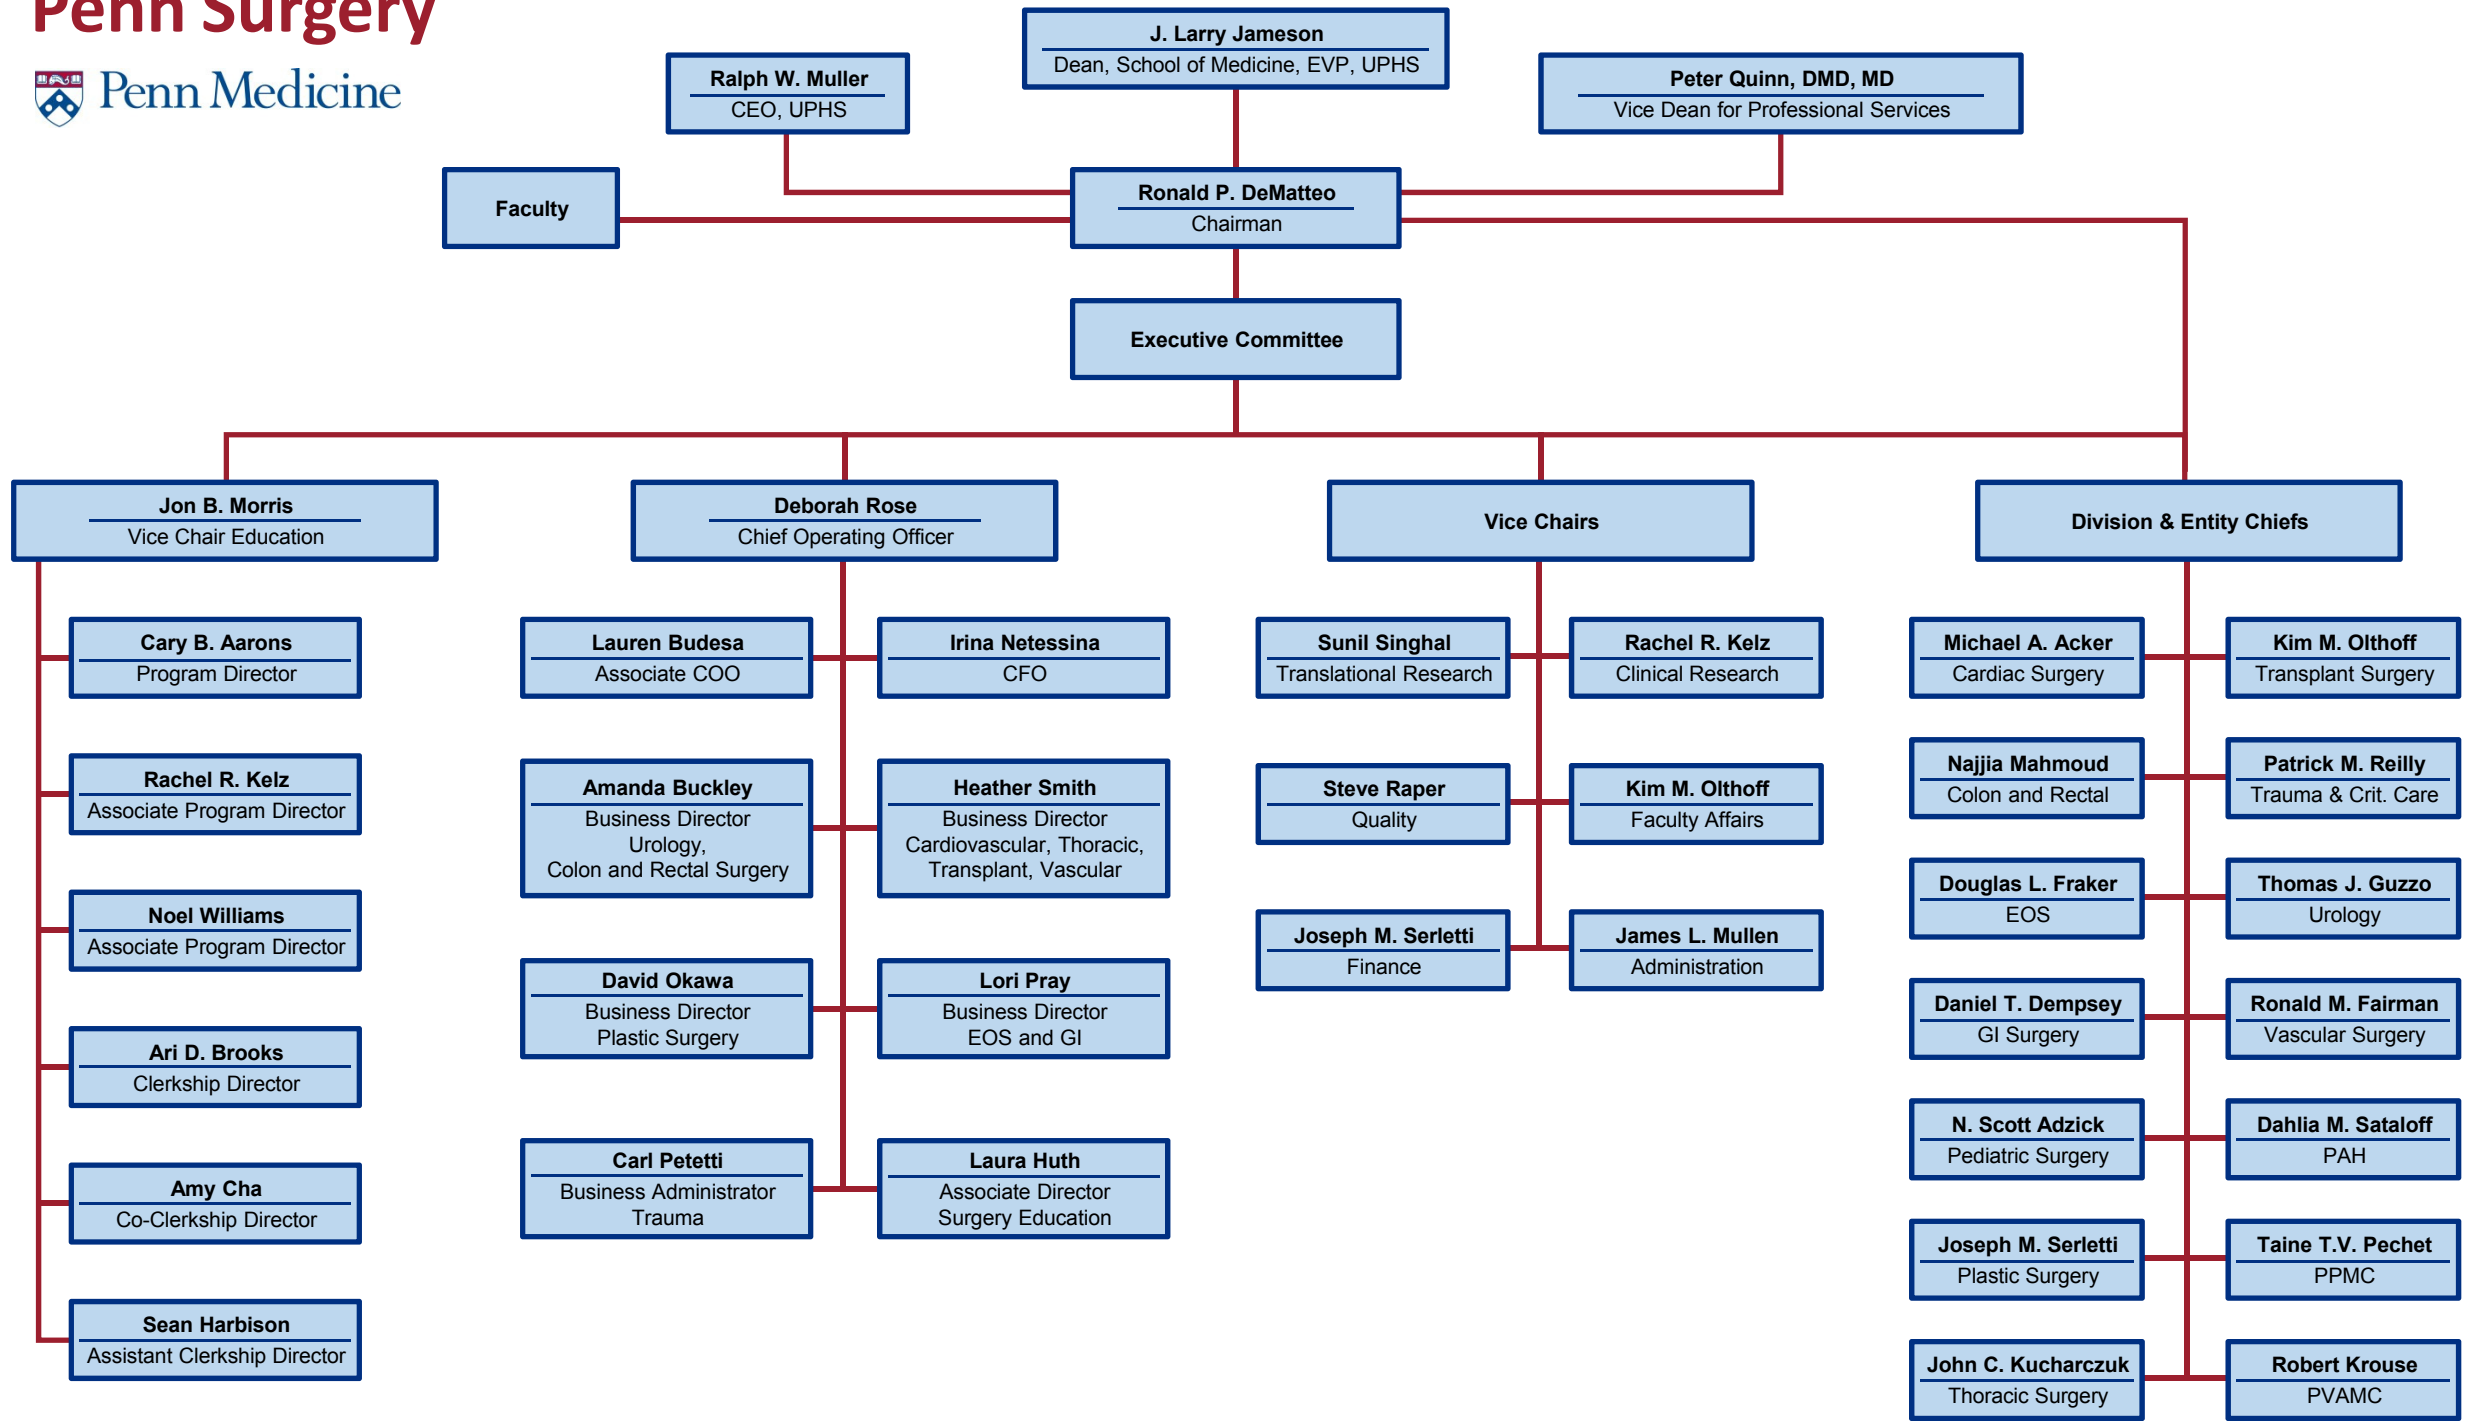 Penn Surgery
Penn Medicine
J. Larry Jameson
Dean, School of Medicine, EVP, UPHS
Ralph W. Muller
CEO, UPHS
Peter Quinn, DMD, MD
Vice Dean for Professional Services
Faculty
Ronald P. DeMatteo
Chairman
Executive Committee
Jon B. Morris
Vice Chair Education
Cary B. Aarons
Program Director
Rachel R. Kelz
Associate Program Director
Noel Williams
Associate Program Director
Ari D. Brooks
Clerkship Director
Amy Cha
Co-Clerkship Director
Sean Harbison
Assistant Clerkship Director
Deborah Rose
Chief Operating Officer
Lauren Budesa
Associate COO
Irina Netessina
CFO
Amanda Buckley
Business Director
Urology,
Colon and Rectal Surgery
Heather Smith
Business Director
Cardiovascular, Thoracic,
Transplant, Vascular
David Okawa
Business Director
Plastic Surgery
Lori Pray
Business Director
EOS and GI
Carl Petetti
Business Administrator
Trauma
Laura Huth
Associate Director
Surgery Education
Vice Chairs
Sunil Singhal
Translational Research
Rachel R. Kelz
Clinical Research
Steve Raper
Quality
Kim M. Olthoff
Faculty Affairs
Joseph M. Serletti
Finance
James L. Mullen
Administration
Division & Entity Chiefs
Michael A. Acker
Cardiac Surgery
Kim M. Olthoff
Transplant Surgery
Najjia Mahmoud
Colon and Rectal
Patrick M. Reilly
Trauma & Crit. Care
Douglas L. Fraker
EOS
Thomas J. Guzzo
Urology
Daniel T. Dempsey
GI Surgery
Ronald M. Fairman
Vascular Surgery
N. Scott Adzick
Pediatric Surgery
Dahlia M. Sataloff
PAH
Joseph M. Serletti
Plastic Surgery
Taine T.V. Pechet
PPMC
John C. Kucharczuk
Thoracic Surgery
Robert Krouse
PVAMC